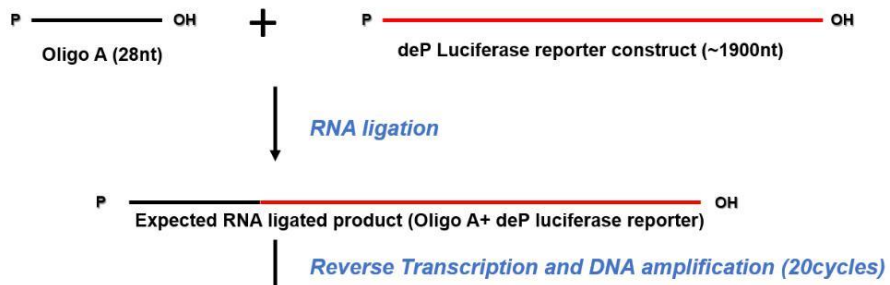 P OH + P OH
Oligo A (28nt) deP Luciferase reporter construct (~1900nt)
RNA ligation
P OH
Expected RNA ligated product (Oligo A+ deP luciferase reporter)
Reverse Transcription and DNA amplification (20cycles)